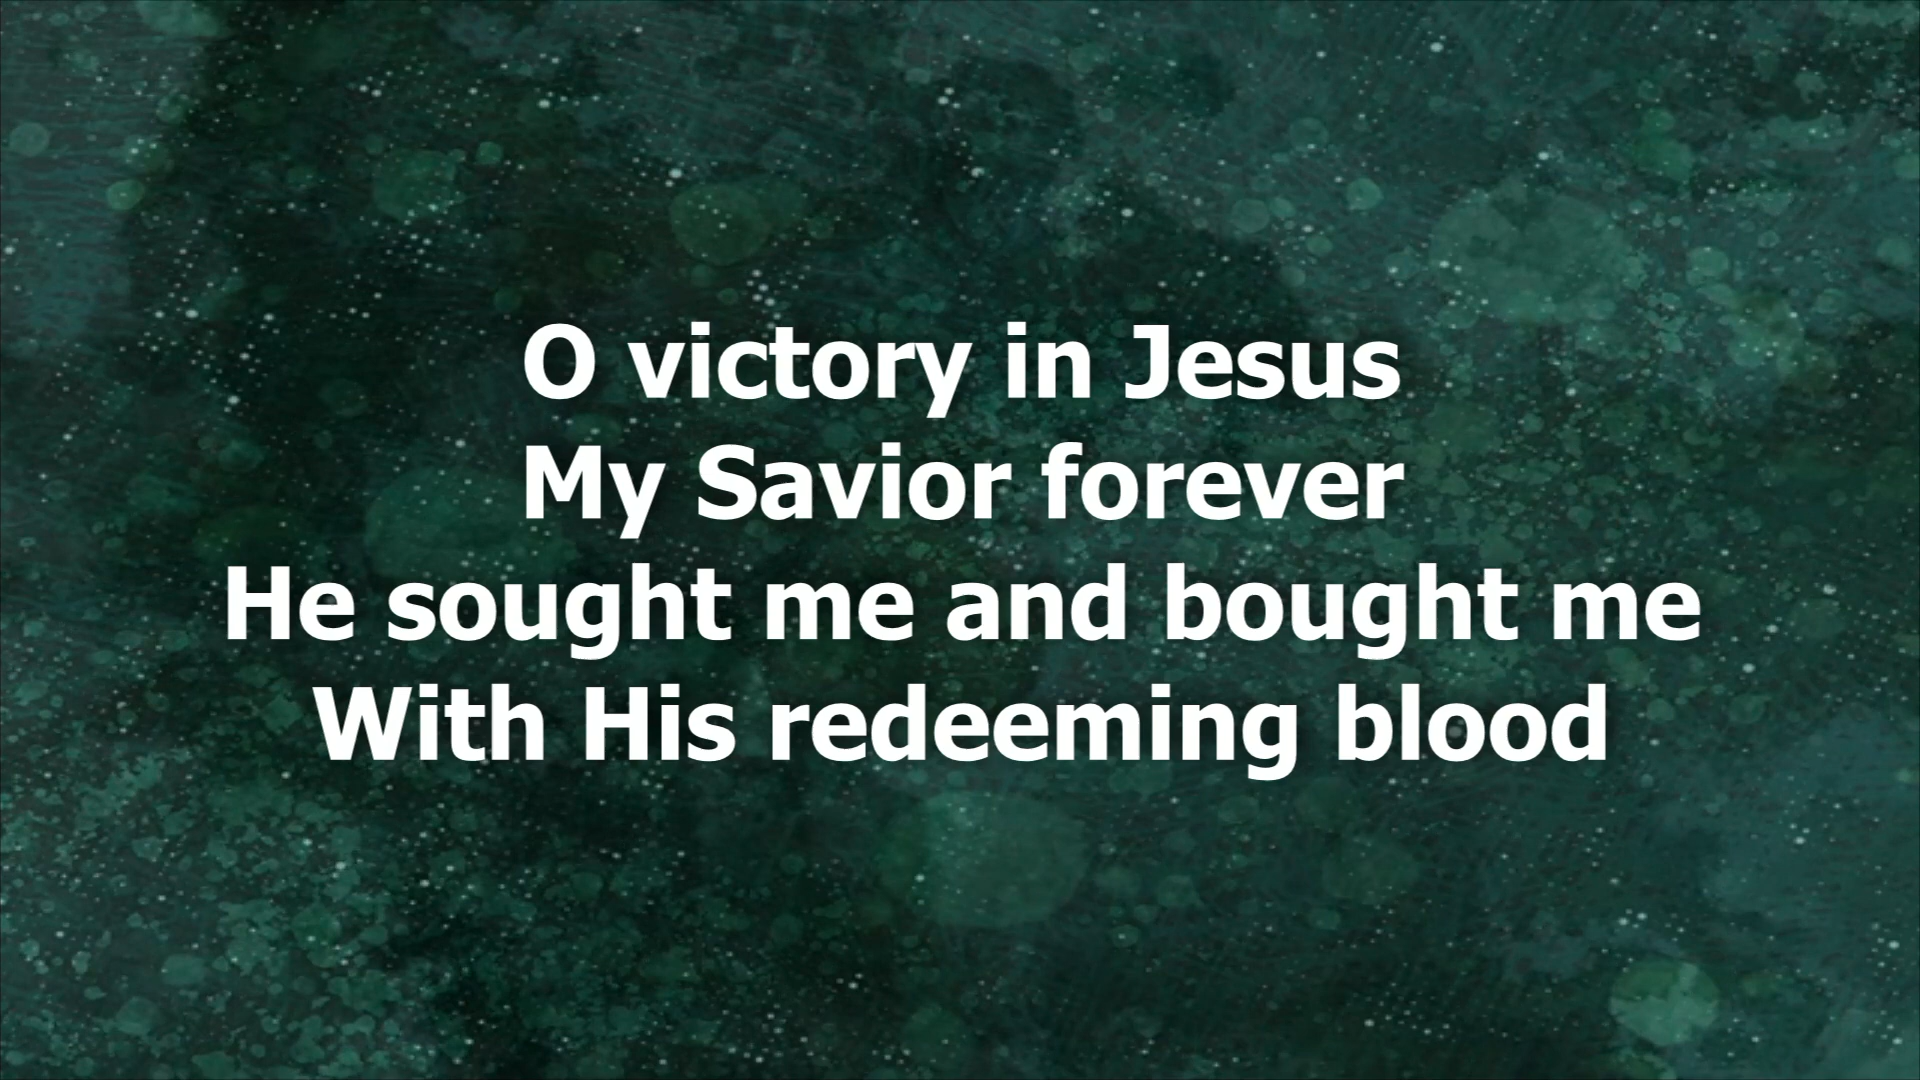 O victory in Jesus
My Savior forever
He sought me and bought me
With His redeeming blood